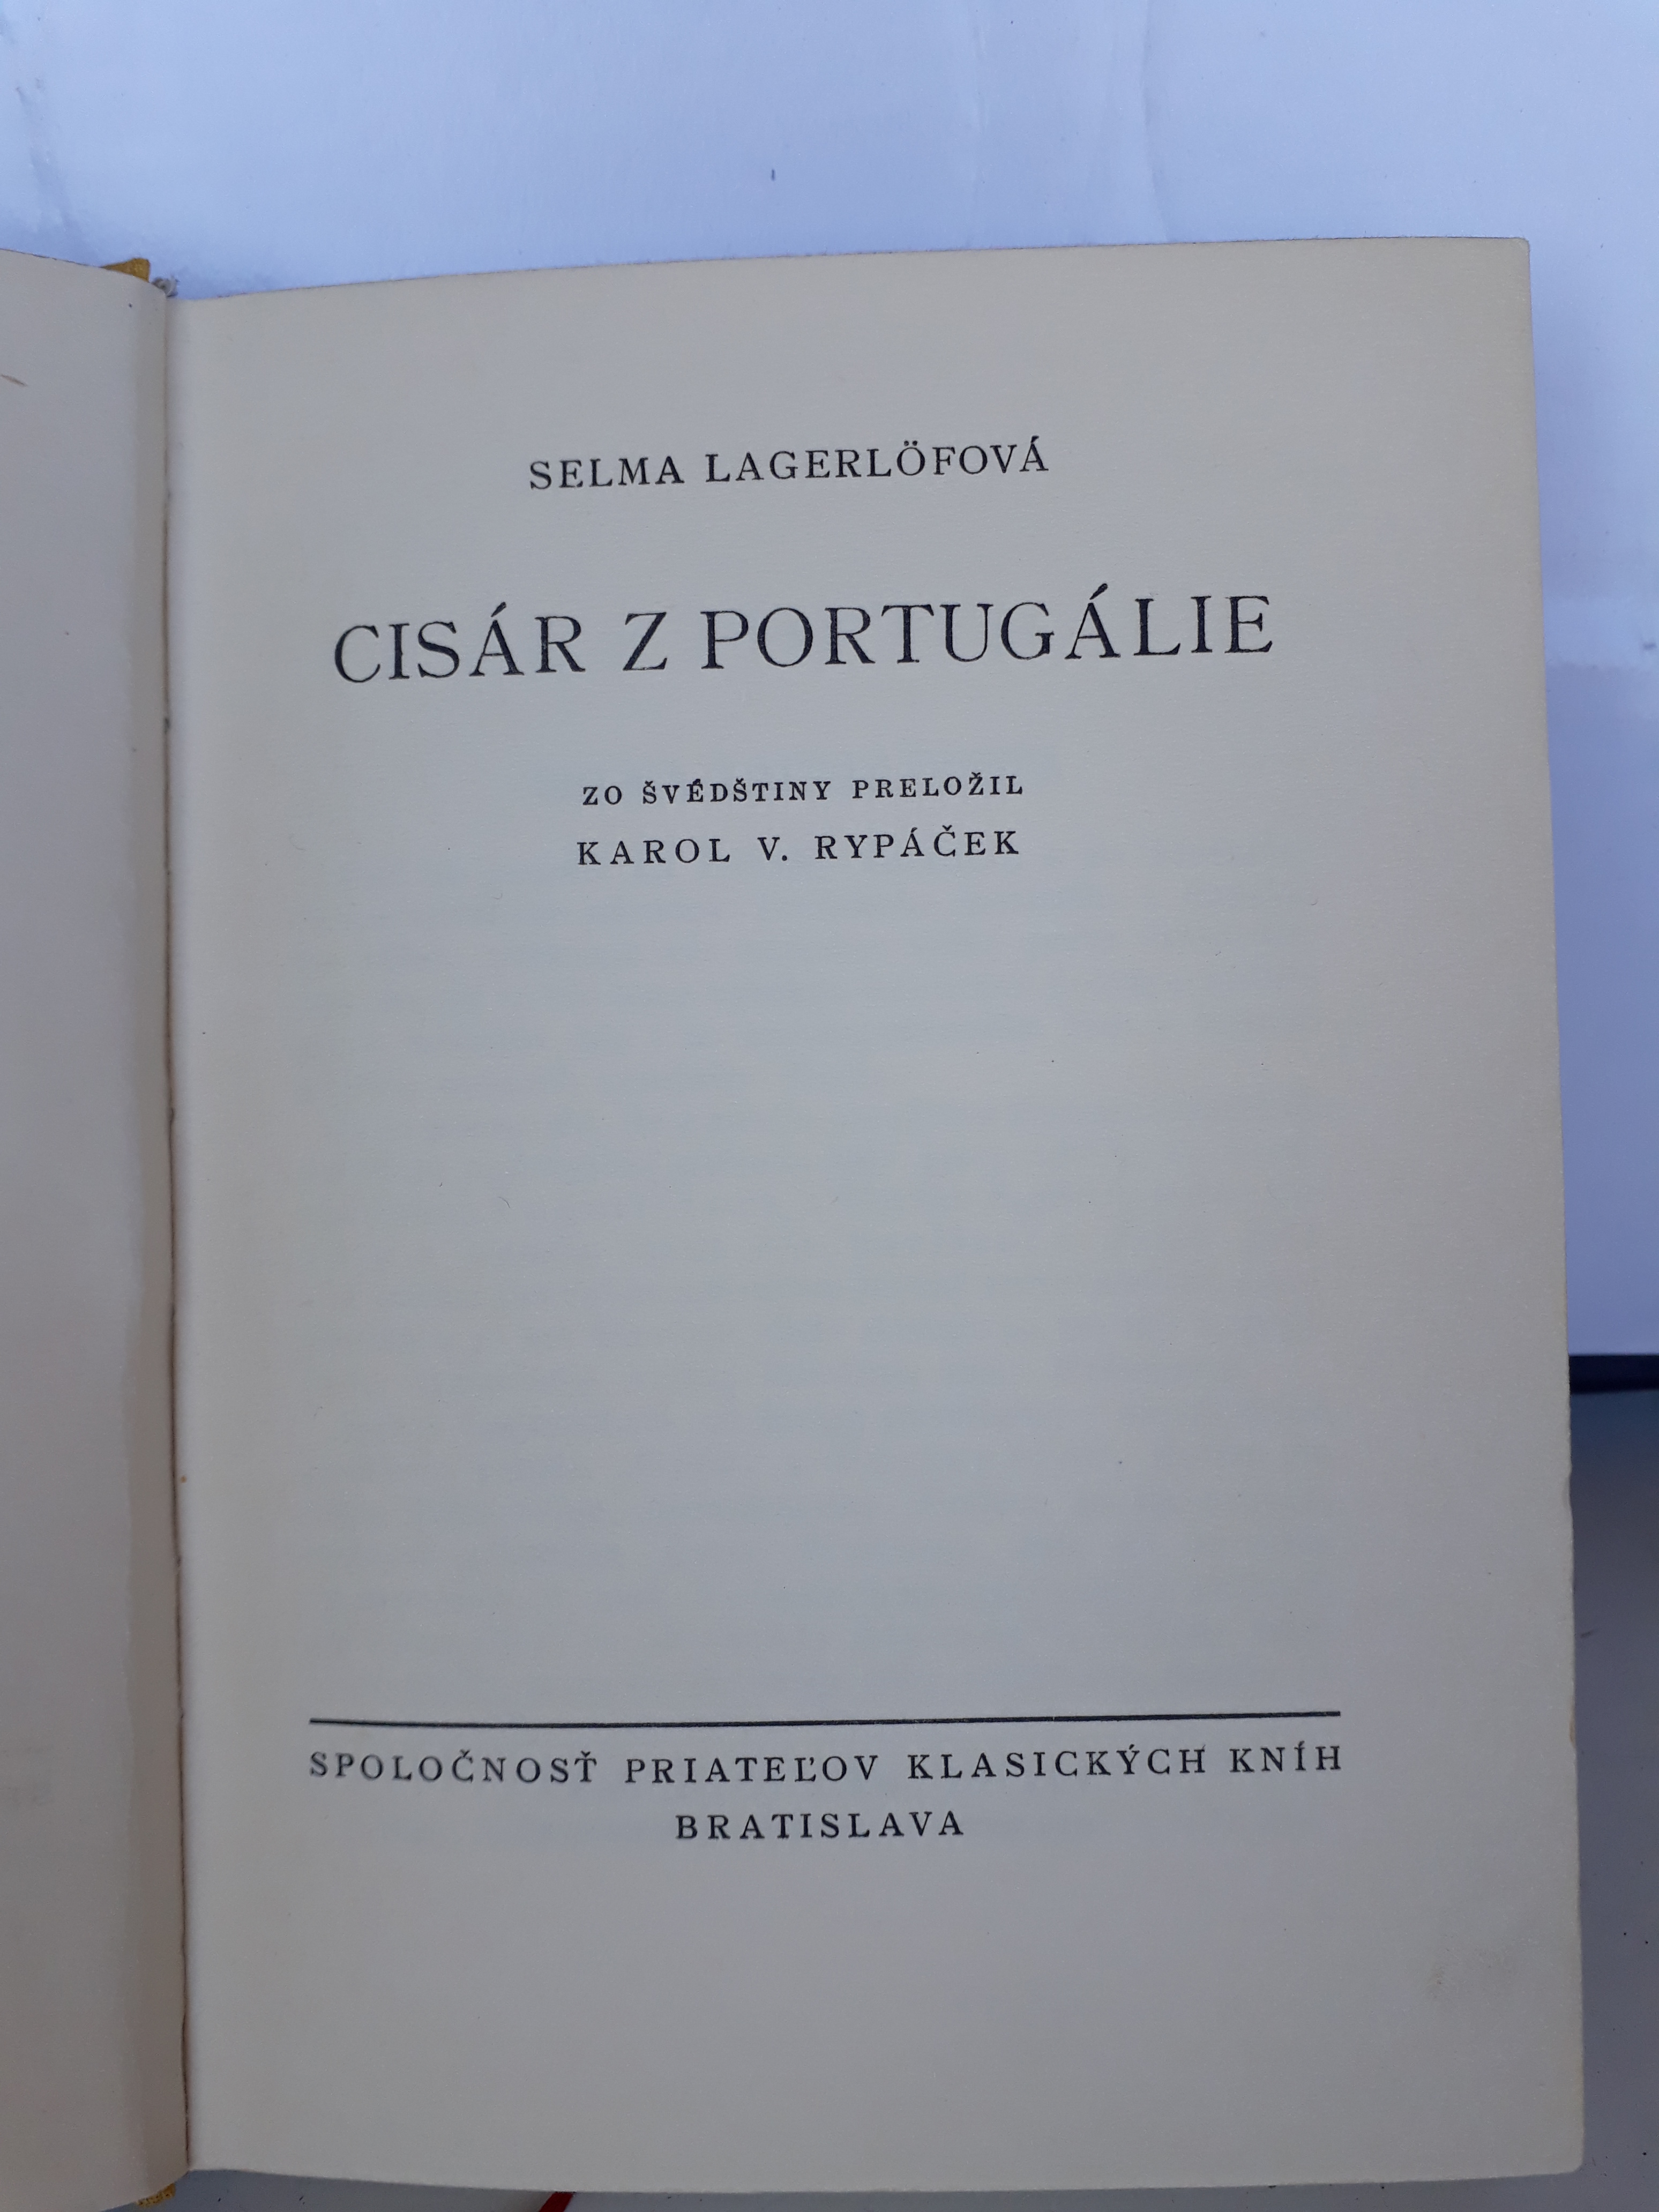 SELMA LAGERLÖFOVÁ
CISÁR Z PORTUGÁLIE
ZO ŠVÉDŠTINY PRELOŽIL
KAROL V. RYPÁČEK
SPOLOČNOSŤ PRIATEĽOV KLASICKÝCH KNÍH
BRATISLAVA